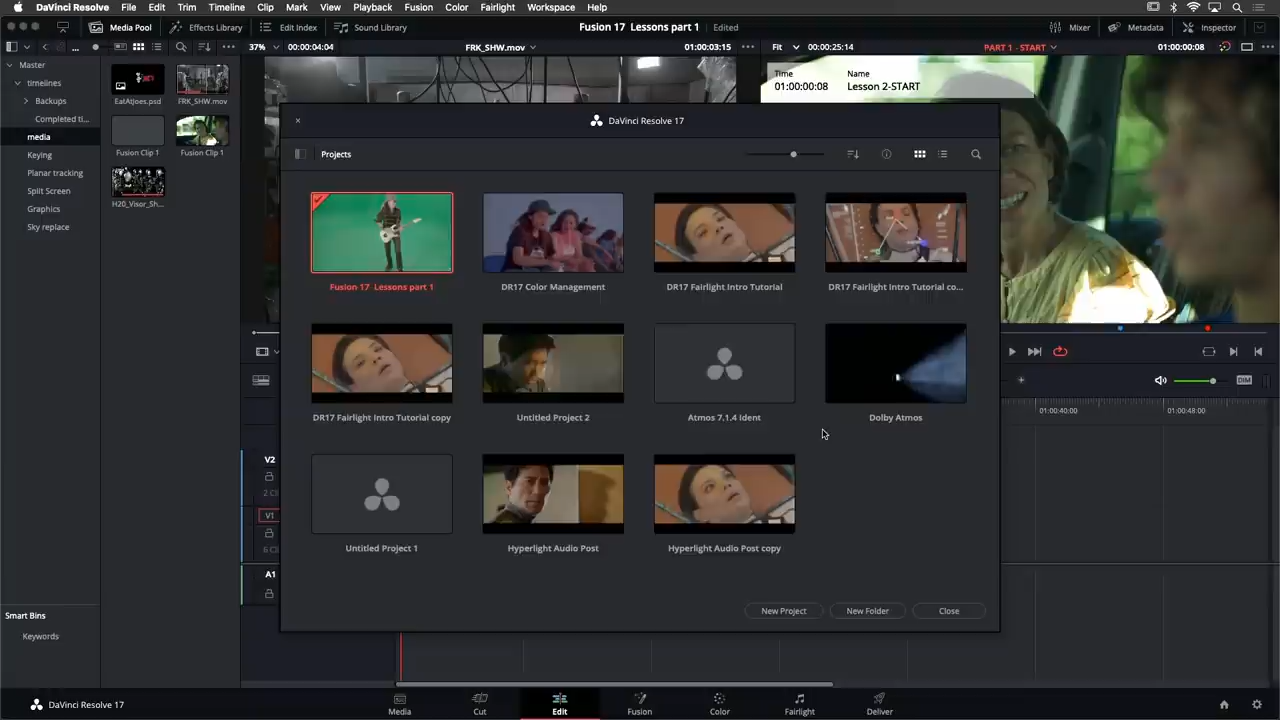 DaVinci Resolve File Edit Trim Timeline Clip Mark View Playback Fusion Color Fairlight Workspace Help
Media Pool Effects Library Edit Index Sound Library Fusion 17 Lessons part 1 Edited Mixer Metadata Inspector
37% 00:00:04:04 FRK_SHW.mov 01:00:03:15 Fit 00:00:25:14 PART 1 - START 01:00:00:08
Master
timelines
Backups
Completed ti...
media
Keying
Planar tracking
Split Screen
Graphics
Sky replace
EatAtJoes.psd
FRK_SHW.mov
Fusion Clip 1
Fusion Clip 1
H20_Visor_Sh...
Time Name
01:00:00:08 Lesson 2-START
DaVinci Resolve 17
Projects
Fusion 17 Lessons part 1
DR17 Color Management
DR17 Fairlight Intro Tutorial
DR17 Fairlight Intro Tutorial co...
DR17 Fairlight Intro Tutorial copy
Untitled Project 2
Atmos 7.1.4 Ident
Dolby Atmos
Untitled Project 1
Hyperlight Audio Post
Hyperlight Audio Post copy
New Project New Folder Close
DIM
01:00:40:00 01:00:48:00
V2
2 Cl
V1
6 Cl
A1
Smart Bins
Keywords
DaVinci Resolve 17
Media Cut Edit Fusion Color Fairlight Deliver